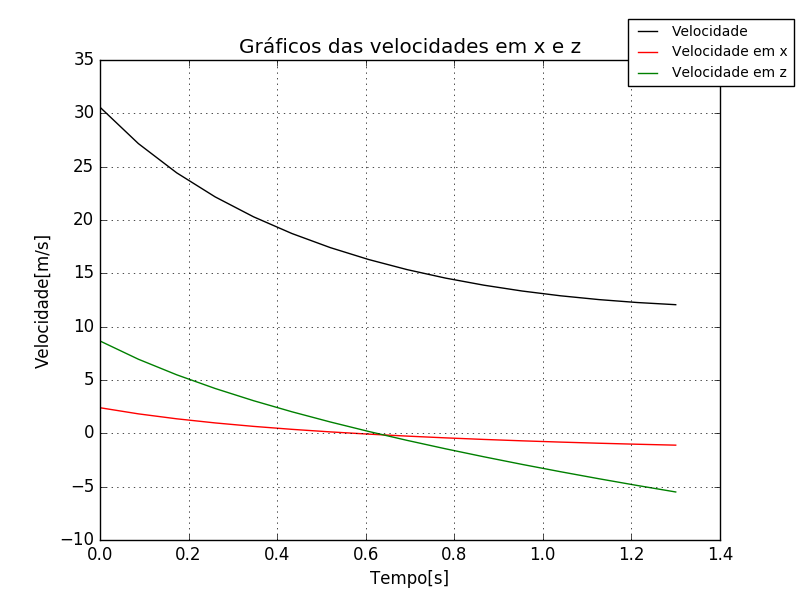 Gráficos das velocidades em x e z
Velocidade
Velocidade em x
Velocidade em z
Velocidade[m/s]
35
30
25
20
15
10
5
0
−5
−10
0.0 0.2 0.4 0.6 0.8 1.0 1.2 1.4
Tempo[s]